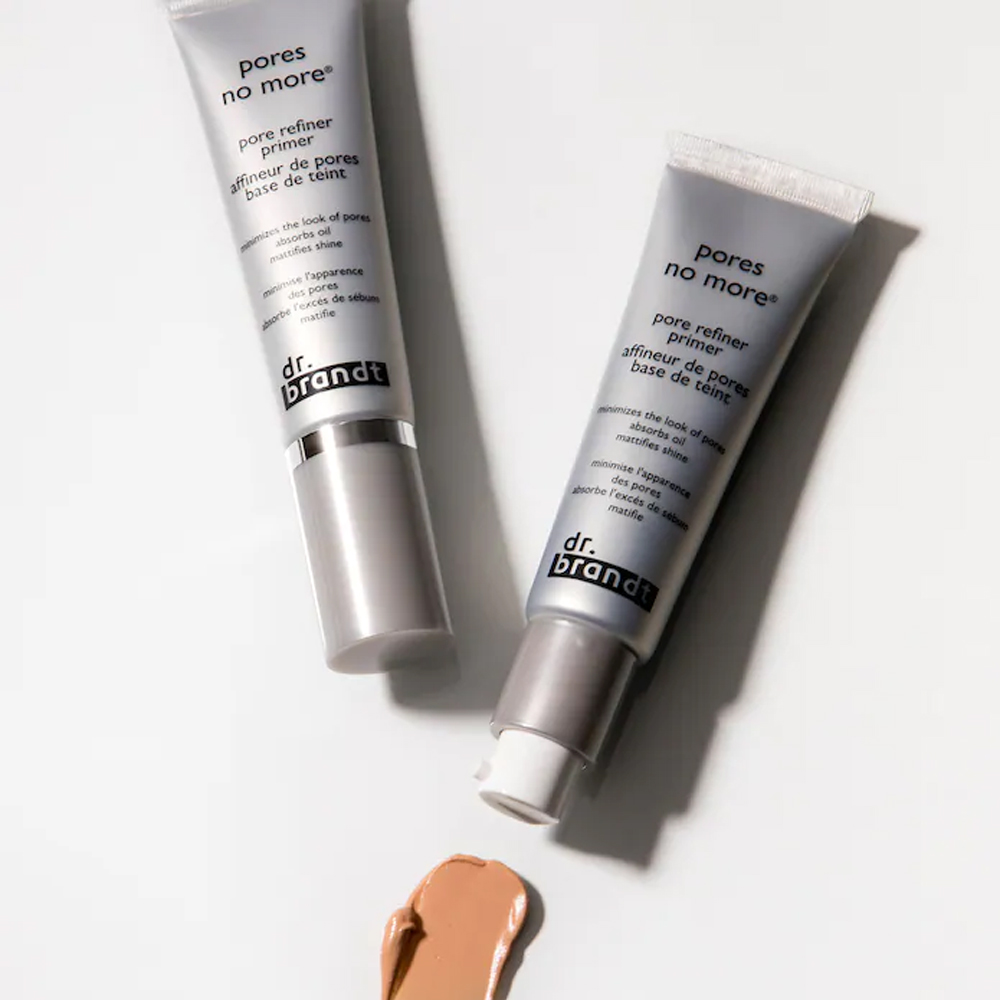 pores
no more®
pore refiner
primer
affineur de pores
base de teint
minimizes the look of pores
absorbs oil
mattifies shine
minimise l'apparence
des pores
absorbe l'excés de sébum
matifie
dr.
brandt
pores
no more®
pore refiner
primer
affineur de pores
base de teint
minimizes the look of pores
absorbs oil
mattifies shine
minimise l'apparence
des pores
absorbe l'excés de sébum
matifie
dr.
brandt